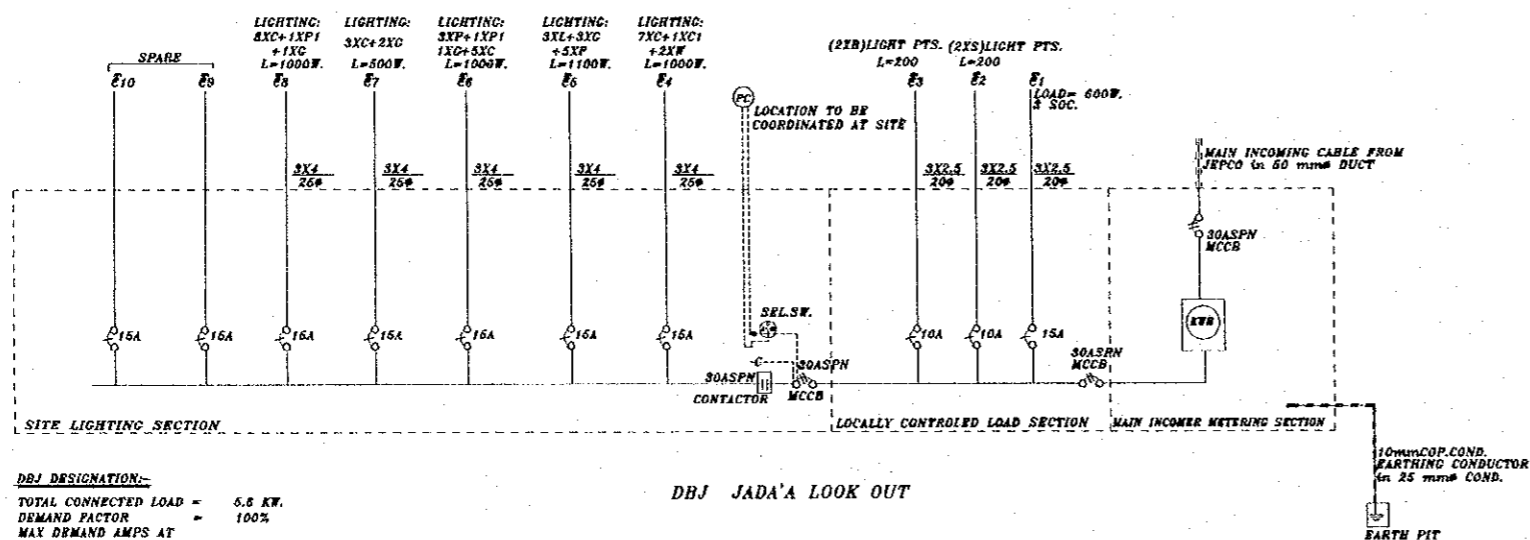 SPARE
C10
C9
LIGHTING:
8XC+1XP1
+1XG
L=1000W.
C8
LIGHTING:
3XC+2XG
L=500W.
C7
LIGHTING:
3XP+1XP1
1XG+5XC
L=1000W.
C6
LIGHTING:
3XL+3XG
+5XP
L=1100W.
C5
LIGHTING:
7XC+1XC1
+2XW
L=1000W.
C4
PC
LOCATION TO BE
COORDINATED AT SITE
(2XB)LIGHT PTS.
L=200
C3
(2XS)LIGHT PTS.
L=200
C2
C1
LOAD= 600W.
3 SOC.
3X4
25ø
3X4
25ø
3X4
25ø
3X4
25ø
3X4
25ø
3X2.5
20ø
3X2.5
20ø
3X2.5
20ø
MAIN INCOMING CABLE FROM
JEPCO in 50 mmø DUCT
30ASPN
MCCB
KWH
15A
15A
15A
15A
15A
15A
15A
SEL.SW.
C
30ASPN
CONTACTOR
30ASPN
MCCB
10A
10A
15A
30ASPN
MCCB
SITE LIGHTING SECTION
LOCALLY CONTROLED LOAD SECTION
MAIN INCOMER METERING SECTION
10mmCOP.COND.
EARTHING CONDUCTOR
in 25 mmø COND.
EARTH PIT
DBJ DESIGNATION:-
TOTAL CONNECTED LOAD = 5.6 KW.
DEMAND FACTOR = 100%
MAX DEMAND AMPS AT
DBJ JADA'A LOOK OUT